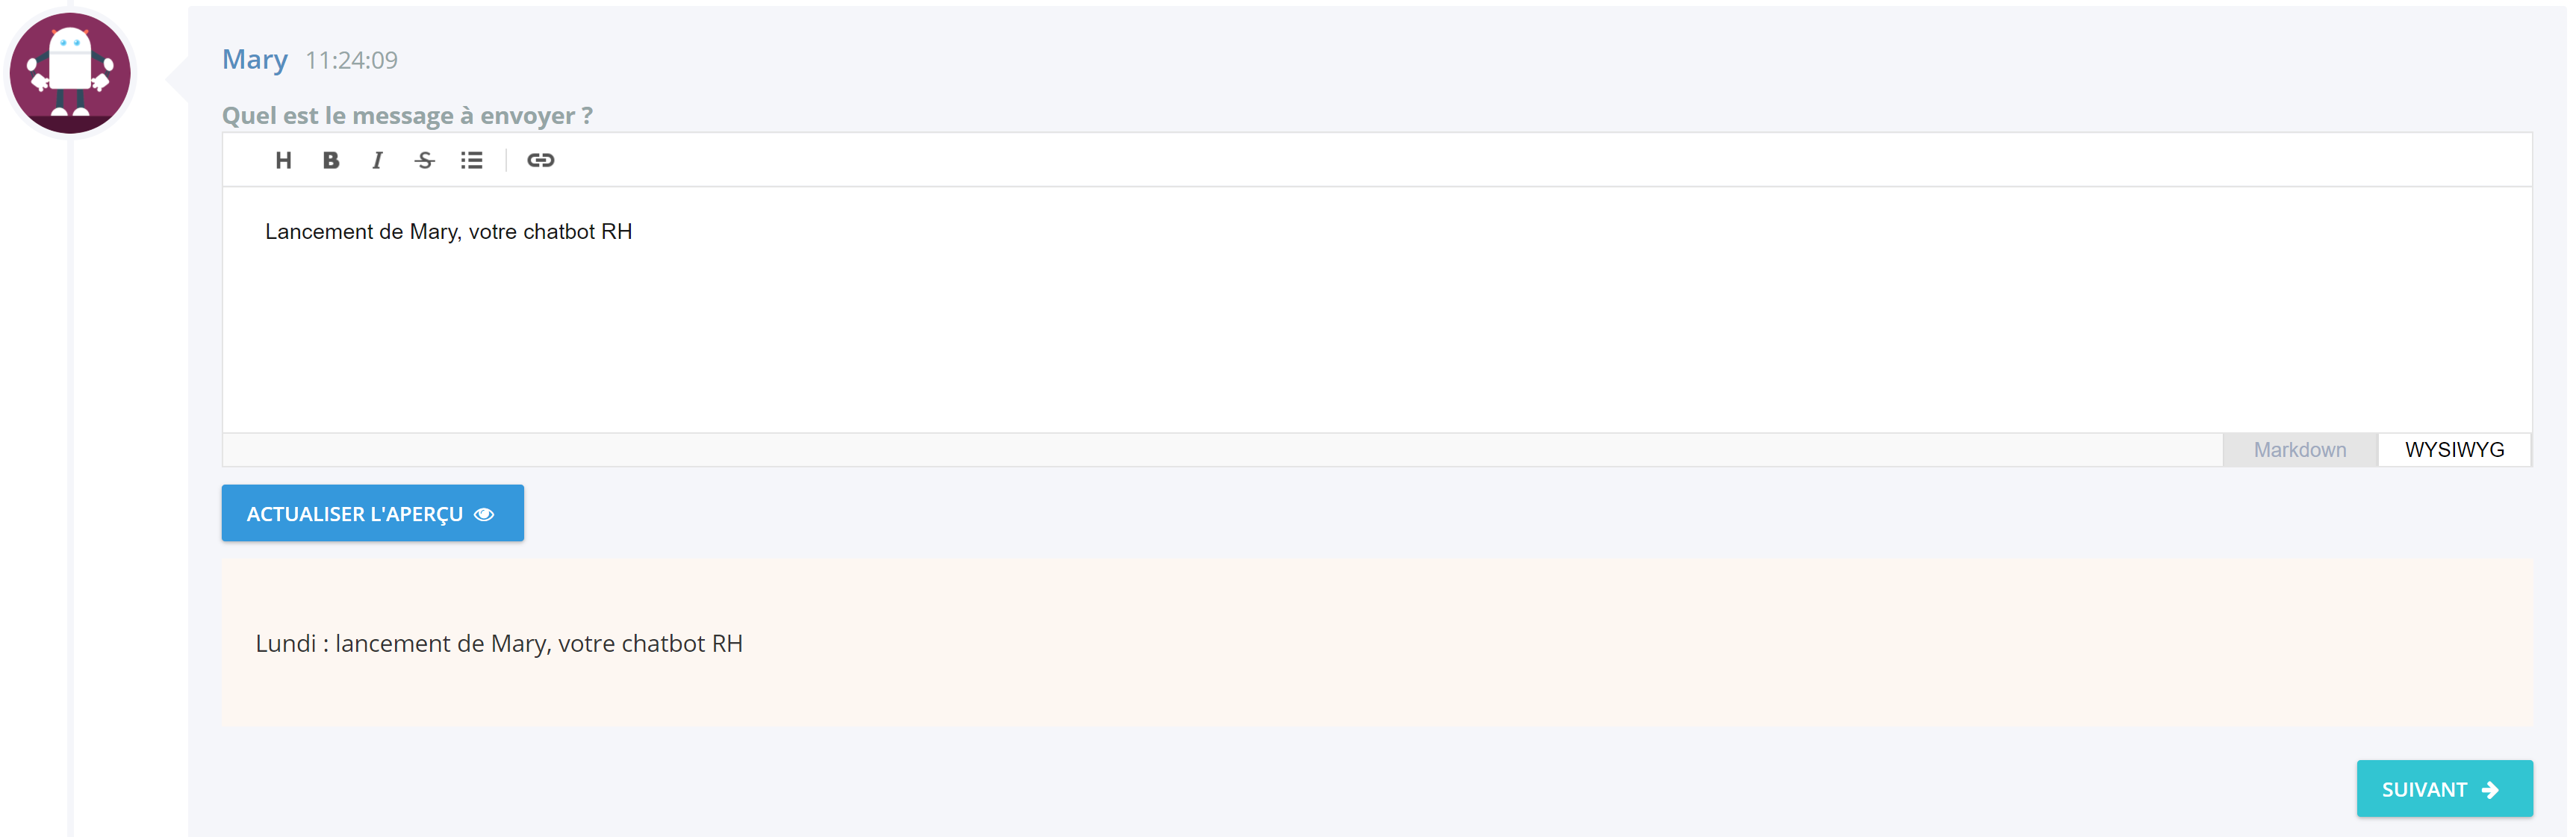 Mary 11:24:09
Quel est le message à envoyer ?
H B I S
Lancement de Mary, votre chatbot RH
Markdown WYSIWYG
ACTUALISER L'APERÇU
Lundi : lancement de Mary, votre chatbot RH
SUIVANT